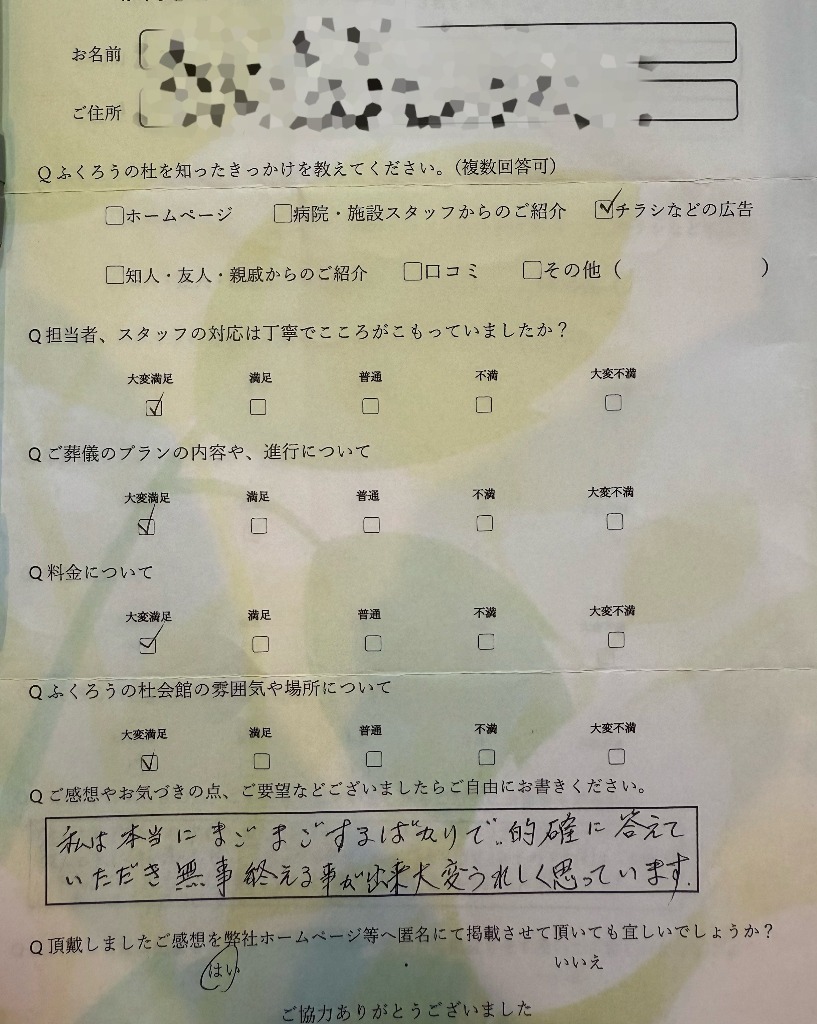 お名前
ご住所
Qふくろうの杜を知ったきっかけを教えてください。（複数回答可）
□ホームページ　□病院・施設スタッフからのご紹介　☑チラシなどの広告
□知人・友人・親戚からのご紹介　□口コミ　□その他（　　　　　　）
Q担当者、スタッフの対応は丁寧でこころがこもっていましたか？
大変満足　満足　普通　不満　大変不満
☑　□　□　□　□
Qご葬儀のプランの内容や、進行について
大変満足　満足　普通　不満　大変不満
☑　□　□　□　□
Q料金について
大変満足　満足　普通　不満　大変不満
☑　□　□　□　□
Qふくろうの杜会館の雰囲気や場所について
大変満足　満足　普通　不満　大変不満
☑　□　□　□　□
Qご感想やお気づきの点、ご要望などございましたらご自由にお書きください。
私は本当にまごまごするばかりで‥的確に答えて
いただき無事終える事が出来大変うれしく思っています.
Q頂戴しましたご感想を弊社ホームページ等へ匿名にて掲載させて頂いても宜しいでしょうか？
はい　・　いいえ
ご協力ありがとうございました